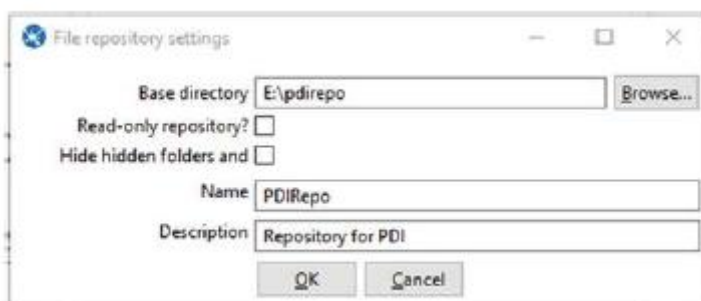 File repository settings
Base directory E:\pdirepo Browse...
Read-only repository?
Hide hidden folders and
Name PDIRepo
Description Repository for PDI
OK Cancel